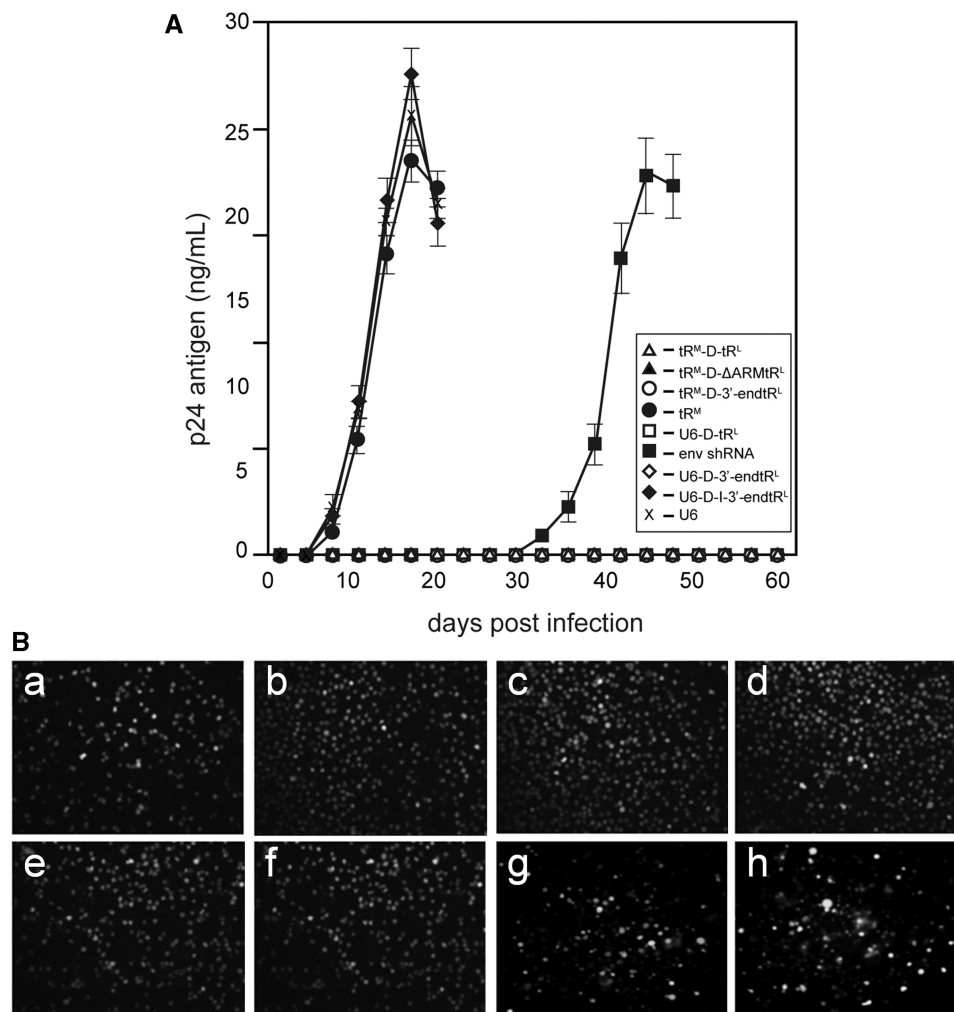 A
30
25
20
15
10
5
0
p24 antigen (ng/mL)
0 10 20 30 40 50 60
days post infection
tRᴹ-D-tRᴸ
tRᴹ-D-ΔARMtRᴸ
tRᴹ-D-3'-endtRᴸ
tRᴹ
U6-D-tRᴸ
env shRNA
U6-D-3'-endtRᴸ
U6-D-I-3'-endtRᴸ
U6
B
a b c d
e f g h